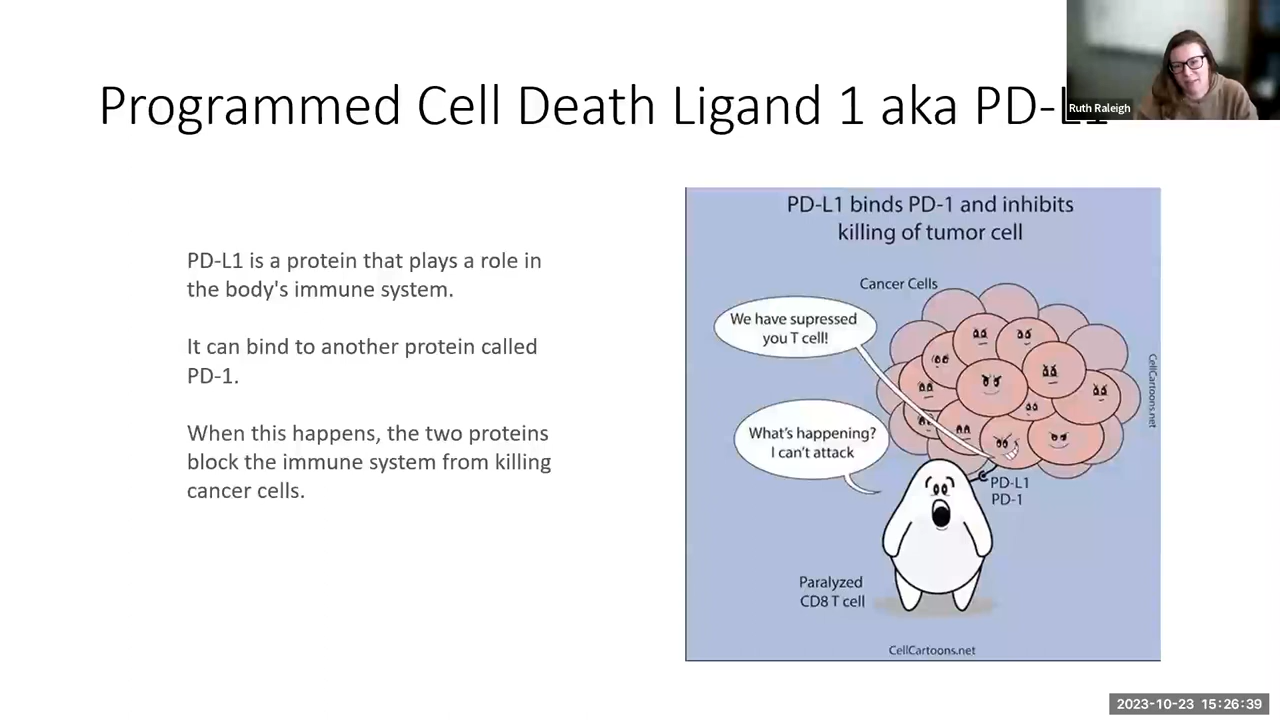 Programmed Cell Death Ligand 1 aka PD-L1
Ruth Raleigh
PD-L1 is a protein that plays a role in
the body's immune system.
It can bind to another protein called
PD-1.
When this happens, the two proteins
block the immune system from killing
cancer cells.
PD-L1 binds PD-1 and inhibits
killing of tumor cell
Cancer Cells
We have supressed
you T cell!
What's happening?
I can't attack
PD-L1
PD-1
Paralyzed
CD8 T cell
CellCartoons.net
CellCartoons.net
2023-10-23 15:26:39